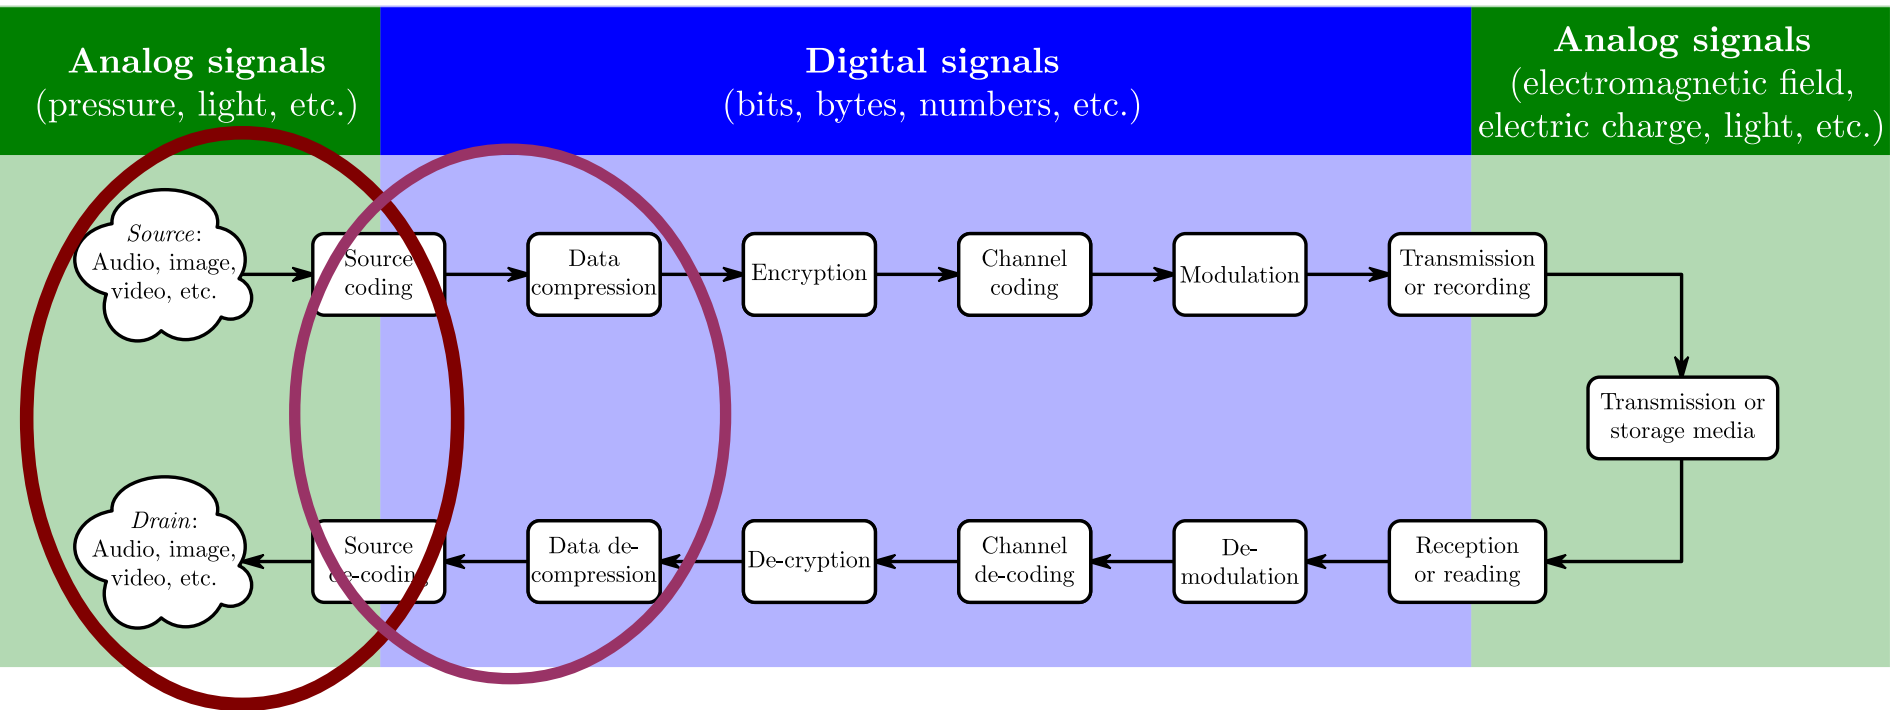 Analog signals
(pressure, light, etc.)
Digital signals
(bits, bytes, numbers, etc.)
Analog signals
(electromagnetic field,
electric charge, light, etc.)
Source:
Audio, image,
video, etc.
Source
coding
Data
compression
Encryption
Channel
coding
Modulation
Transmission
or recording
Transmission or
storage media
Drain:
Audio, image,
video, etc.
Source
de-coding
Data de-
compression
De-cryption
Channel
de-coding
De-
modulation
Reception
or reading